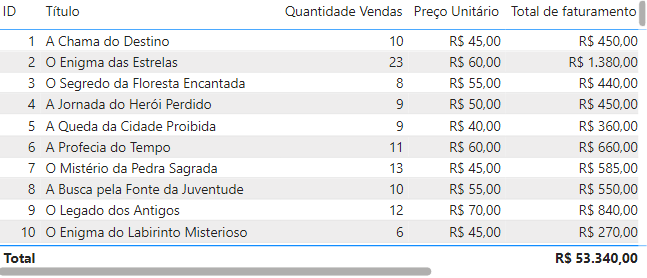 ID Título Quantidade Vendas Preço Unitário Total de faturamento
1 A Chama do Destino 10 R$ 45,00 R$ 450,00
2 O Enigma das Estrelas 23 R$ 60,00 R$ 1.380,00
3 O Segredo da Floresta Encantada 8 R$ 55,00 R$ 440,00
4 A Jornada do Herói Perdido 9 R$ 50,00 R$ 450,00
5 A Queda da Cidade Proibida 9 R$ 40,00 R$ 360,00
6 A Profecia do Tempo 11 R$ 60,00 R$ 660,00
7 O Mistério da Pedra Sagrada 13 R$ 45,00 R$ 585,00
8 A Busca pela Fonte da Juventude 10 R$ 55,00 R$ 550,00
9 O Legado dos Antigos 12 R$ 70,00 R$ 840,00
10 O Enigma do Labirinto Misterioso 6 R$ 45,00 R$ 270,00
Total R$ 53.340,00